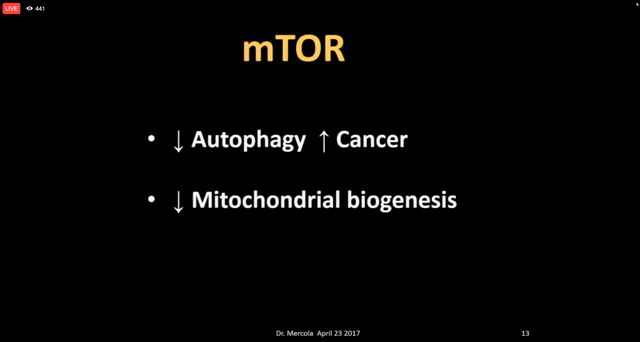 LIVE 441
mTOR
• ↓ Autophagy ↑ Cancer
• ↓ Mitochondrial biogenesis
Dr. Mercola April 23 2017 13